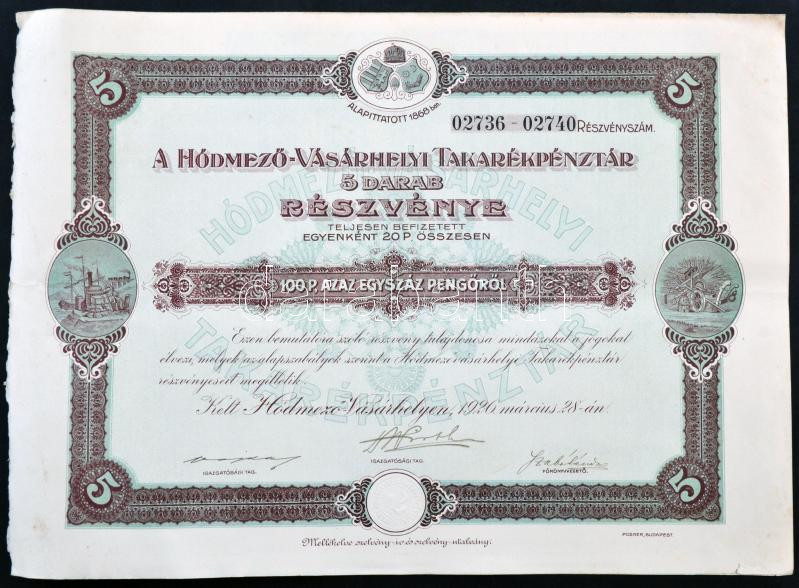 5
5
ALAPITTATOTT 1868 ban.
02736 - 02740 RÉSZVÉNYSZÁM.
A HÓDMEZŐ-VÁSÁRHELYI TAKARÉKPÉNZTÁR
5 DARAB
RÉSZVÉNYE
TELJESEN BEFIZETETT
EGYENKÉNT 20 P. ÖSSZESEN
100 P. AZAZ EGYSZÁZ PENGŐRŐL
HÓDMEZŐVÁSÁRHELYI
TAKARÉKPÉNZTÁR
Ezen bemutatóra szóló részvény tulajdonosa mindazokat a jogokat
élvezi, melyek az alapszabályok szerint a Hódmezővásárhelyi Takarékpénztár
részvényeseit megilletik.
Kelt Hódmező-Vásárhelyen, 1926 március 28-án.
IGAZGATÓSÁGI TAG.
IGAZGATÓSÁGI TAG.
FŐKÖNYVVEZETŐ.
5
5
Mellékelve szelvény-ív és szelvény-utalvány.
POSNER, BUDAPEST.